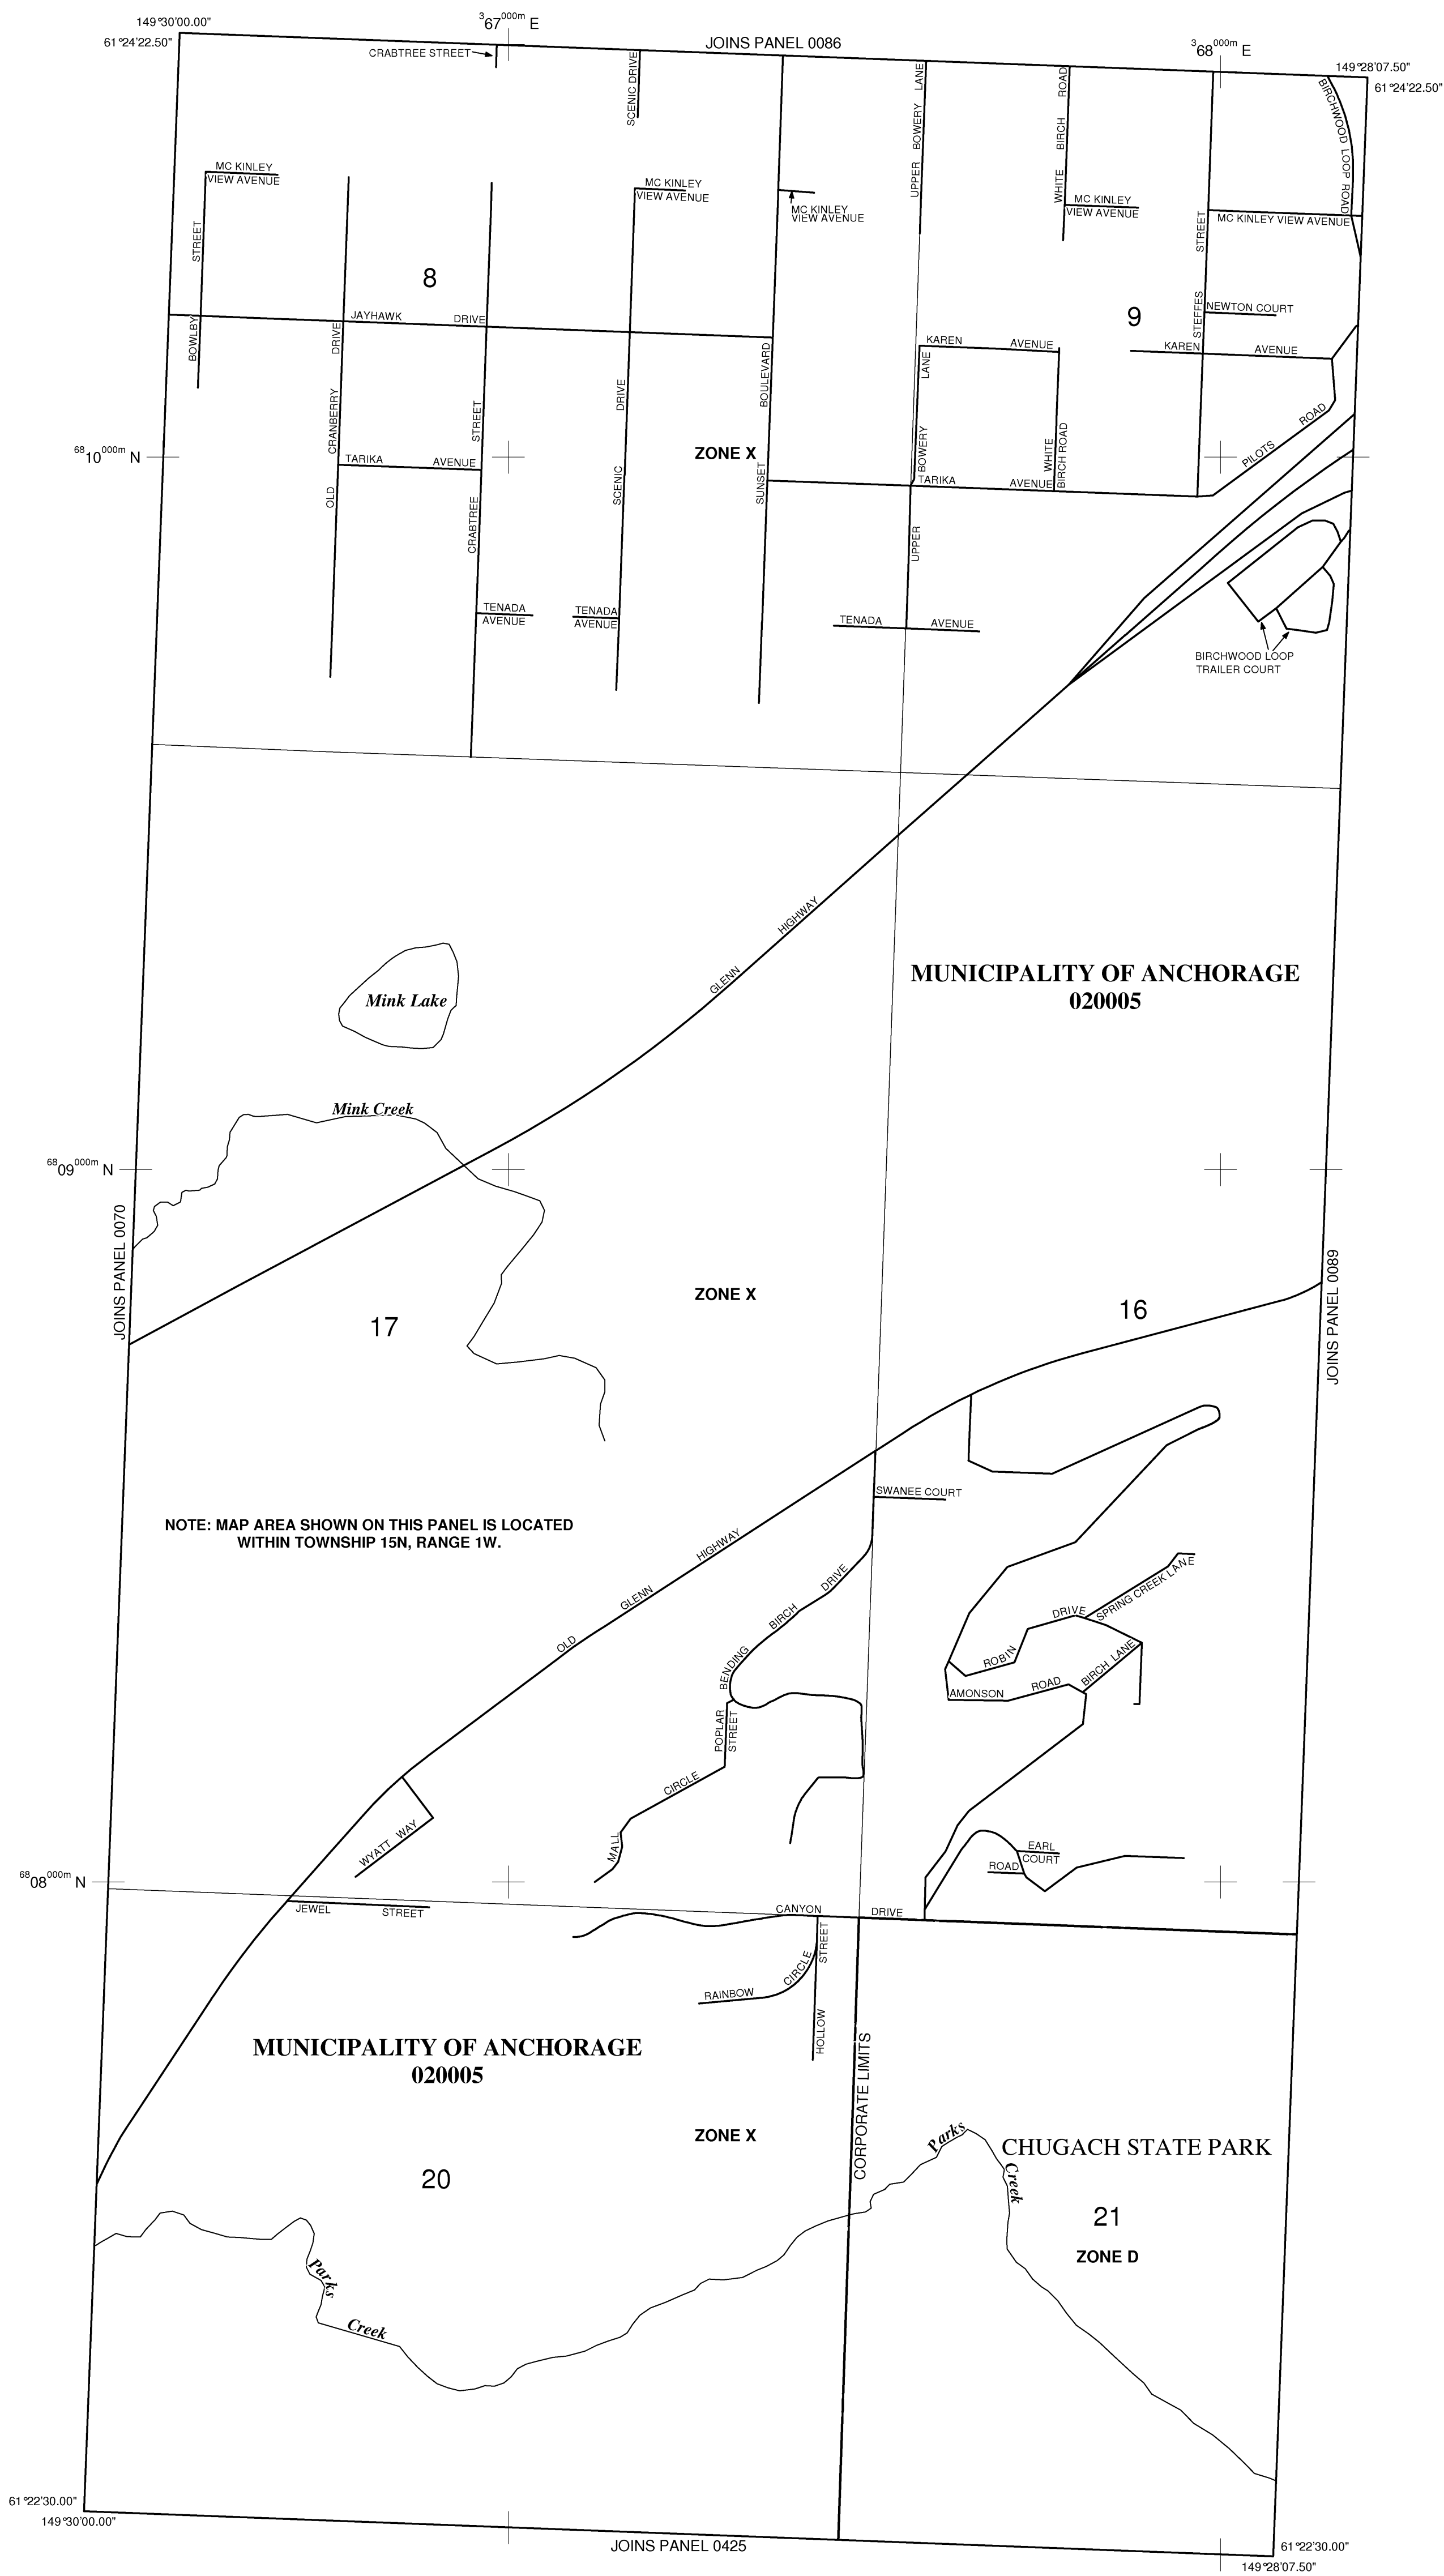 149°30'00.00"
61°24'22.50"
367000m E
JOINS PANEL 0086
368000m E
149°28'07.50"
61°24'22.50"
CRABTREE STREET
SCENIC DRIVE
UPPER BOWERY LANE
WHITE BIRCH ROAD
BIRCHWOOD LOOP ROAD
MC KINLEY
VIEW AVENUE
MC KINLEY
VIEW AVENUE
MC KINLEY
VIEW AVENUE
MC KINLEY
VIEW AVENUE
MC KINLEY VIEW AVENUE
BOWLBY STREET
8
9
STEFFES STREET
NEWTON COURT
JAYHAWK DRIVE
KAREN AVENUE
KAREN AVENUE
OLD CRANBERRY DRIVE
CRABTREE STREET
SCENIC DRIVE
SUNSET BOULEVARD
UPPER BOWERY LANE
WHITE
BIRCH ROAD
PILOTS ROAD
6810000m N
ZONE X
TARIKA AVENUE
TARIKA AVENUE
TENADA
AVENUE
TENADA
AVENUE
TENADA AVENUE
BIRCHWOOD LOOP
TRAILER COURT
GLENN HIGHWAY
MUNICIPALITY OF ANCHORAGE
020005
Mink Lake
Mink Creek
6809000m N
JOINS PANEL 0070
JOINS PANEL 0089
ZONE X
17
16
SWANEE COURT
NOTE: MAP AREA SHOWN ON THIS PANEL IS LOCATED
WITHIN TOWNSHIP 15N, RANGE 1W.
OLD GLENN HIGHWAY
BENDING BIRCH DRIVE
SPRING CREEK LANE
ROBIN DRIVE
BIRCH LANE
AMONSON ROAD
POPLAR
STREET
MALL CIRCLE
WYATT WAY
EARL
COURT
ROAD
6808000m N
JEWEL STREET
CANYON DRIVE
RAINBOW CIRCLE
HOLLOW STREET
MUNICIPALITY OF ANCHORAGE
020005
CORPORATE LIMITS
ZONE X
20
Parks Creek
CHUGACH STATE PARK
21
ZONE D
Parks
Creek
61°22'30.00"
149°30'00.00"
JOINS PANEL 0425
61°22'30.00"
149°28'07.50"